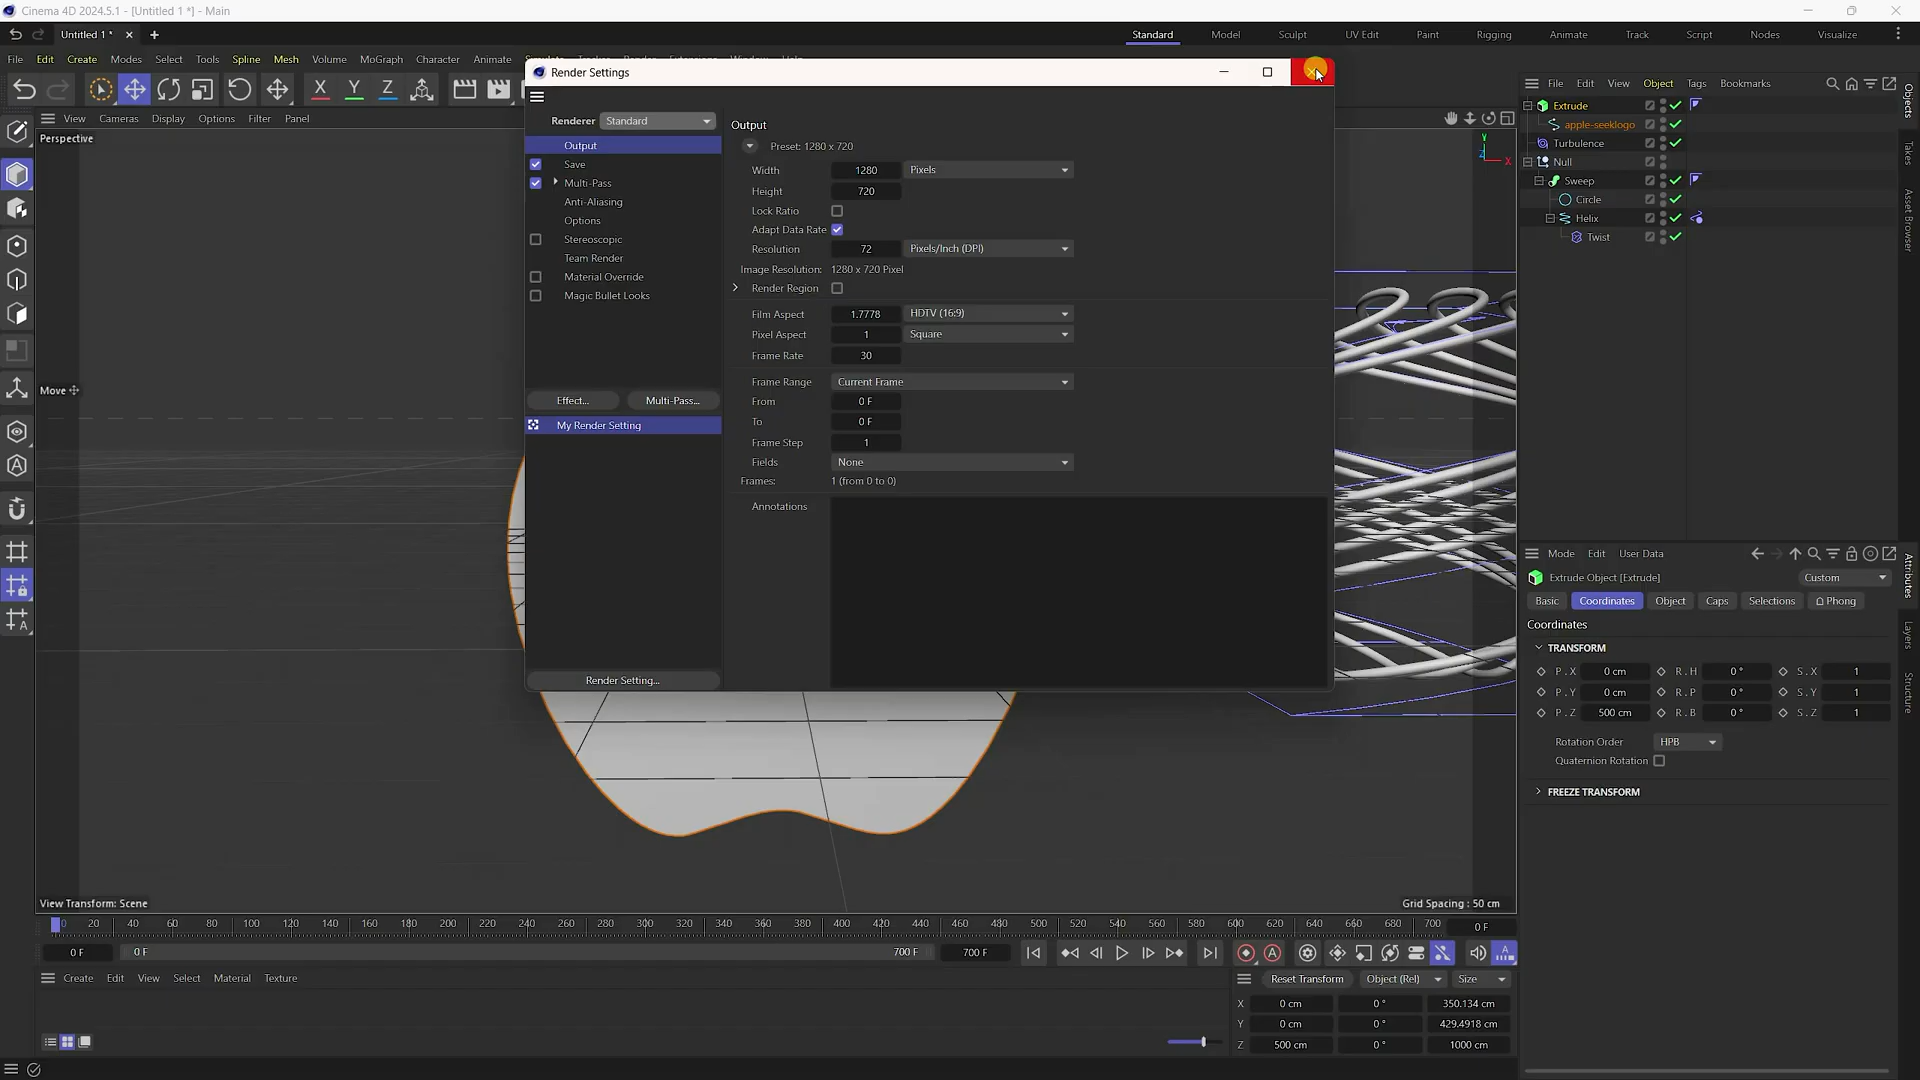 Cinema 4D 2024.5.1 - [Untitled 1 *] - Main
Untitled 1 *
Standard Model Sculpt UV Edit Paint Rigging Animate Track Script Nodes Visualize
File Edit Create Modes Select Tools Spline Mesh Volume MoGraph Character Animate
X Y Z
View Cameras Display Options Filter Panel
Perspective
Move
Render Settings
Renderer Standard
Output
Save
Multi-Pass
Anti-Aliasing
Options
Stereoscopic
Team Render
Material Override
Magic Bullet Looks
Effect... Multi-Pass...
My Render Setting
Render Setting...
Output
Preset: 1280 x 720
Width 1280 Pixels
Height 720
Lock Ratio
Adapt Data Rate
Resolution 72 Pixels/Inch (DPI)
Image Resolution: 1280 x 720 Pixel
Render Region
Film Aspect 1.7778 HDTV (16:9)
Pixel Aspect 1 Square
Frame Rate 30
Frame Range Current Frame
From 0 F
To 0 F
Frame Step 1
Fields None
Frames: 1 (from 0 to 0)
Annotations
Y
Z X
File Edit View Object Tags Bookmarks
Extrude
apple-seeklogo
Turbulence
Null
Sweep
Circle
Helix
Twist
Objects
Takes
Asset Browser
Mode Edit User Data
Extrude Object [Extrude] Custom
Basic Coordinates Object Caps Selections Phong
Coordinates
TRANSFORM
P.X 0 cm R.H 0 ° S.X 1
P.Y 0 cm R.P 0 ° S.Y 1
P.Z 500 cm R.B 0 ° S.Z 1
Rotation Order HPB
Quaternion Rotation
FREEZE TRANSFORM
Attributes
Layers
Structure
View Transform: Scene
Grid Spacing : 50 cm
0 20 40 60 80 100 120 140 160 180 200 220 240 260 280 300 320 340 360 380 400 420 440 460 480 500 520 540 560 580 600 620 640 660 680 700 0 F
0 F 0 F 700 F 700 F
Create Edit View Select Material Texture
Reset Transform Object (Rel) Size
X 0 cm 0 ° 350.134 cm
Y 0 cm 0 ° 429.4918 cm
Z 500 cm 0 ° 1000 cm